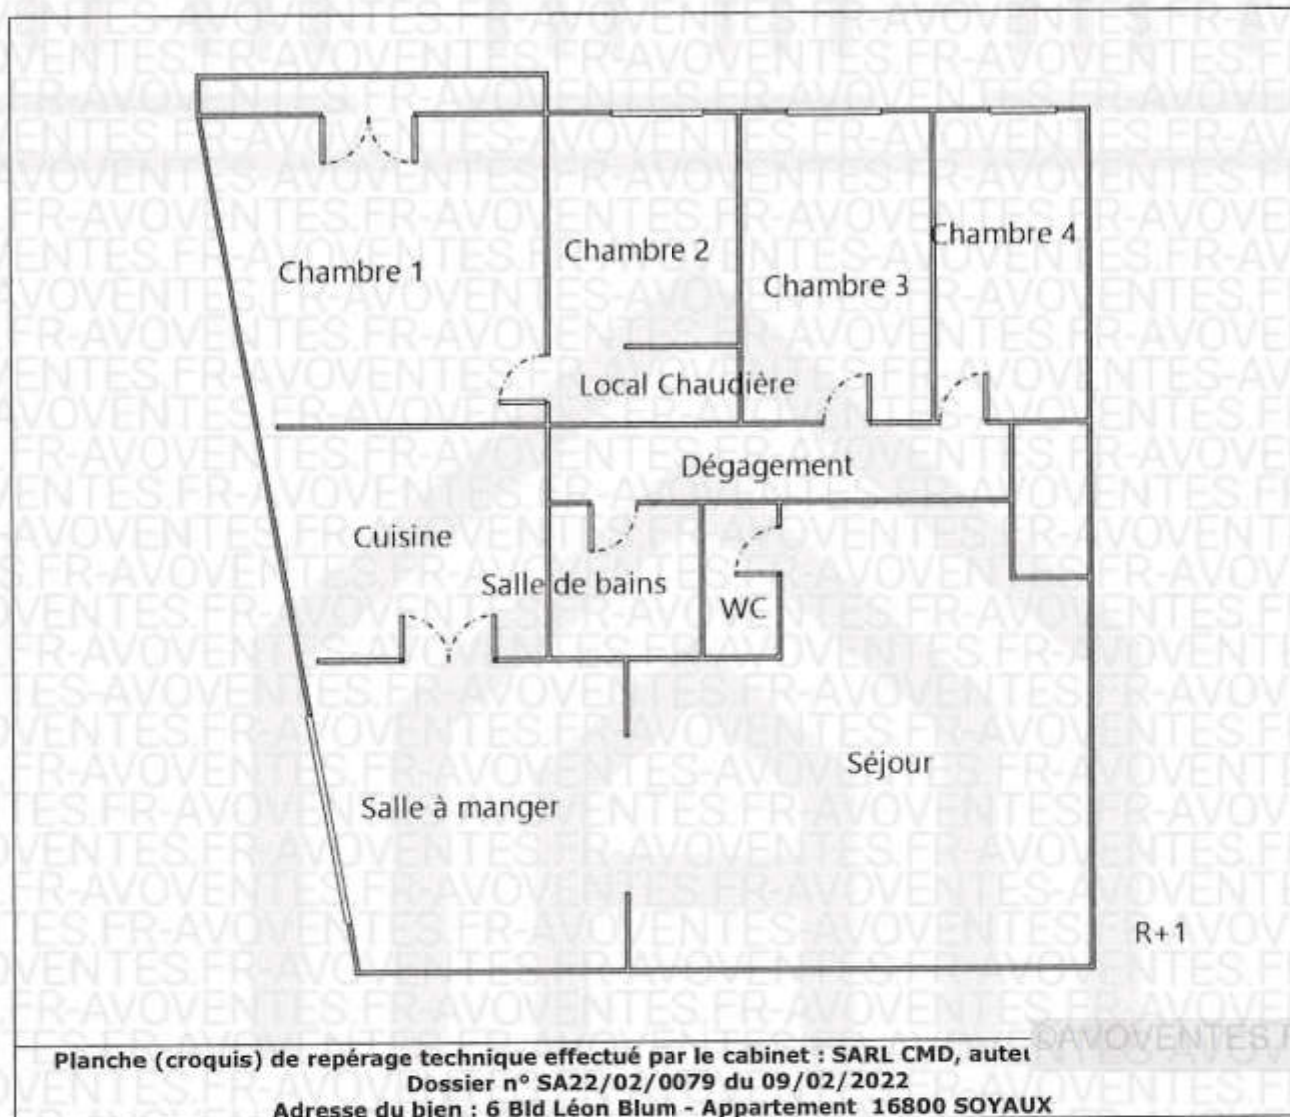 Chambre 1
Chambre 2
Chambre 3
Chambre 4
Local Chaudière
Dégagement
Cuisine
Salle de bains
WC
Séjour
Salle à manger
R+1
©AVOVENTES.F
Planche (croquis) de repérage technique effectué par le cabinet : SARL CMD, auteu
Dossier n° SA22/02/0079 du 09/02/2022
Adresse du bien : 6 Bld Léon Blum - Appartement 16800 SOYAUX